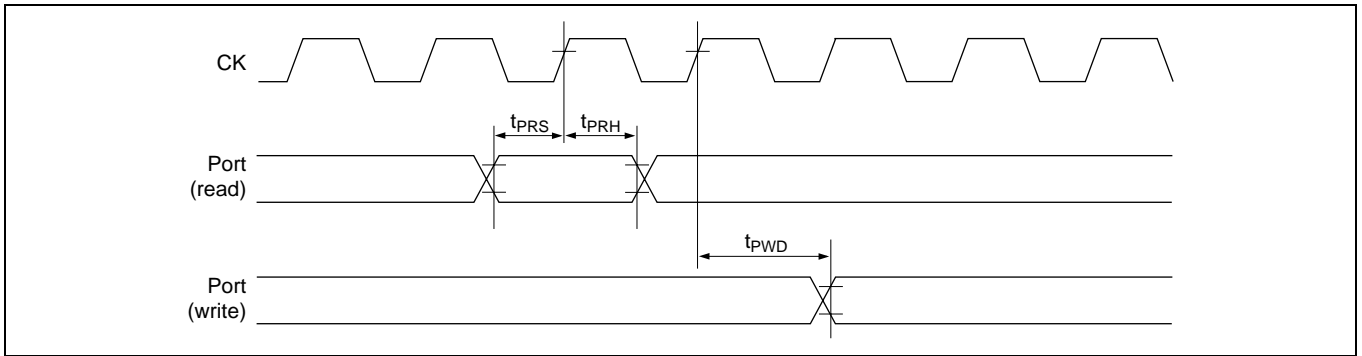 CK
tPRS tPRH
Port
(read)
tPWD
Port
(write)